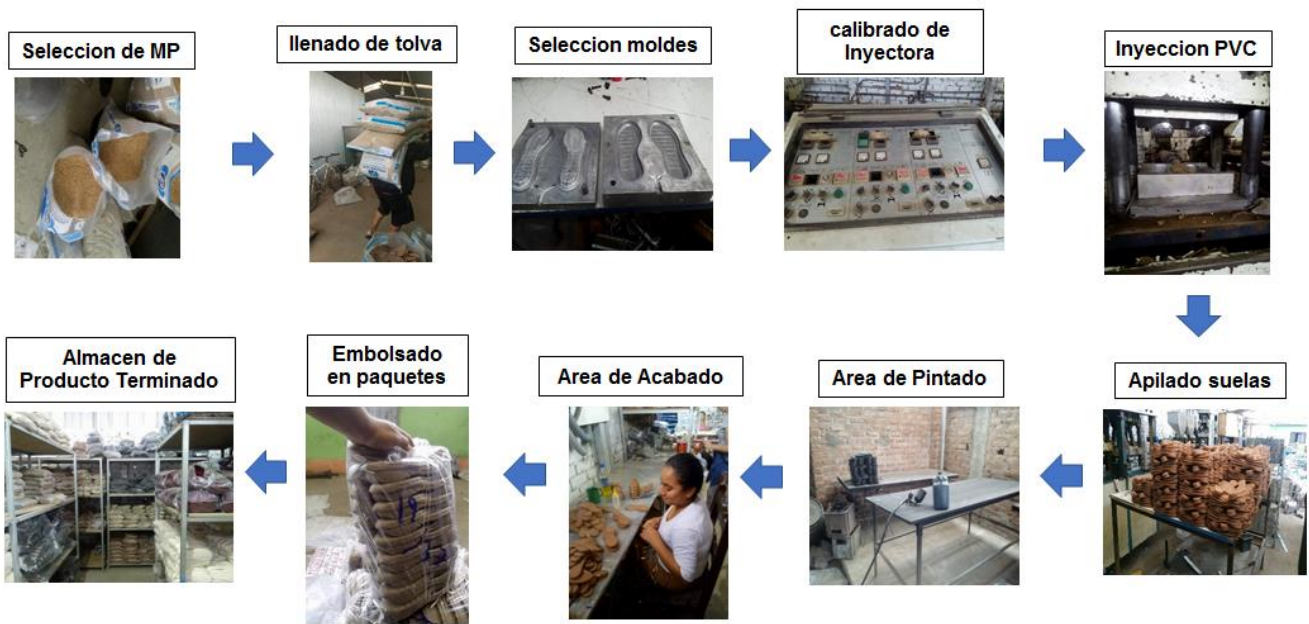 Seleccion de MP
llenado de tolva
Seleccion moldes
calibrado de
Inyectora
Inyeccion PVC
Apilado suelas
Area de Pintado
Area de Acabado
Embolsado
en paquetes
19
Almacen de
Producto Terminado